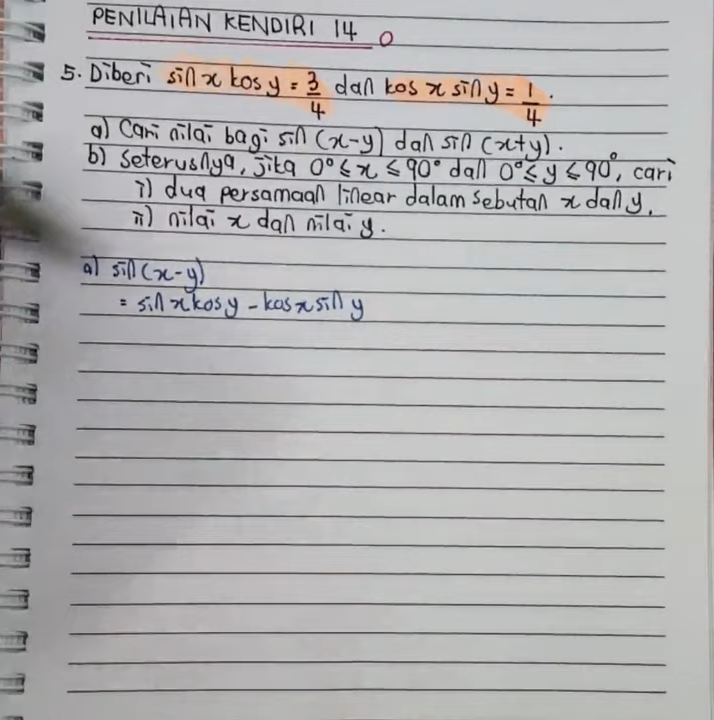 PENILAIAN KENDIRI 14
5. Diberi sin x kos y = 3/4 dan kos x sin y = 1/4.
a) Cari nilai bagi sin (x-y) dan sin (x+y).
b) Seterusnya, jika 0° ≤ x ≤ 90° dan 0° ≤ y ≤ 90°, cari
i) dua persamaan linear dalam sebutan x dan y.
ii) nilai x dan nilai y.
a) sin (x-y)
= sin x kos y - kos x sin y